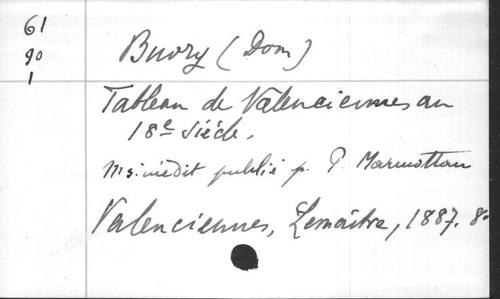 61
90
1
Buvry (Dom)
Tableau de Valenciennes au
18e siècle.
Ms. inédit publié p. P. Marmottan
Valenciennes, Lemaître, 1887. 8°